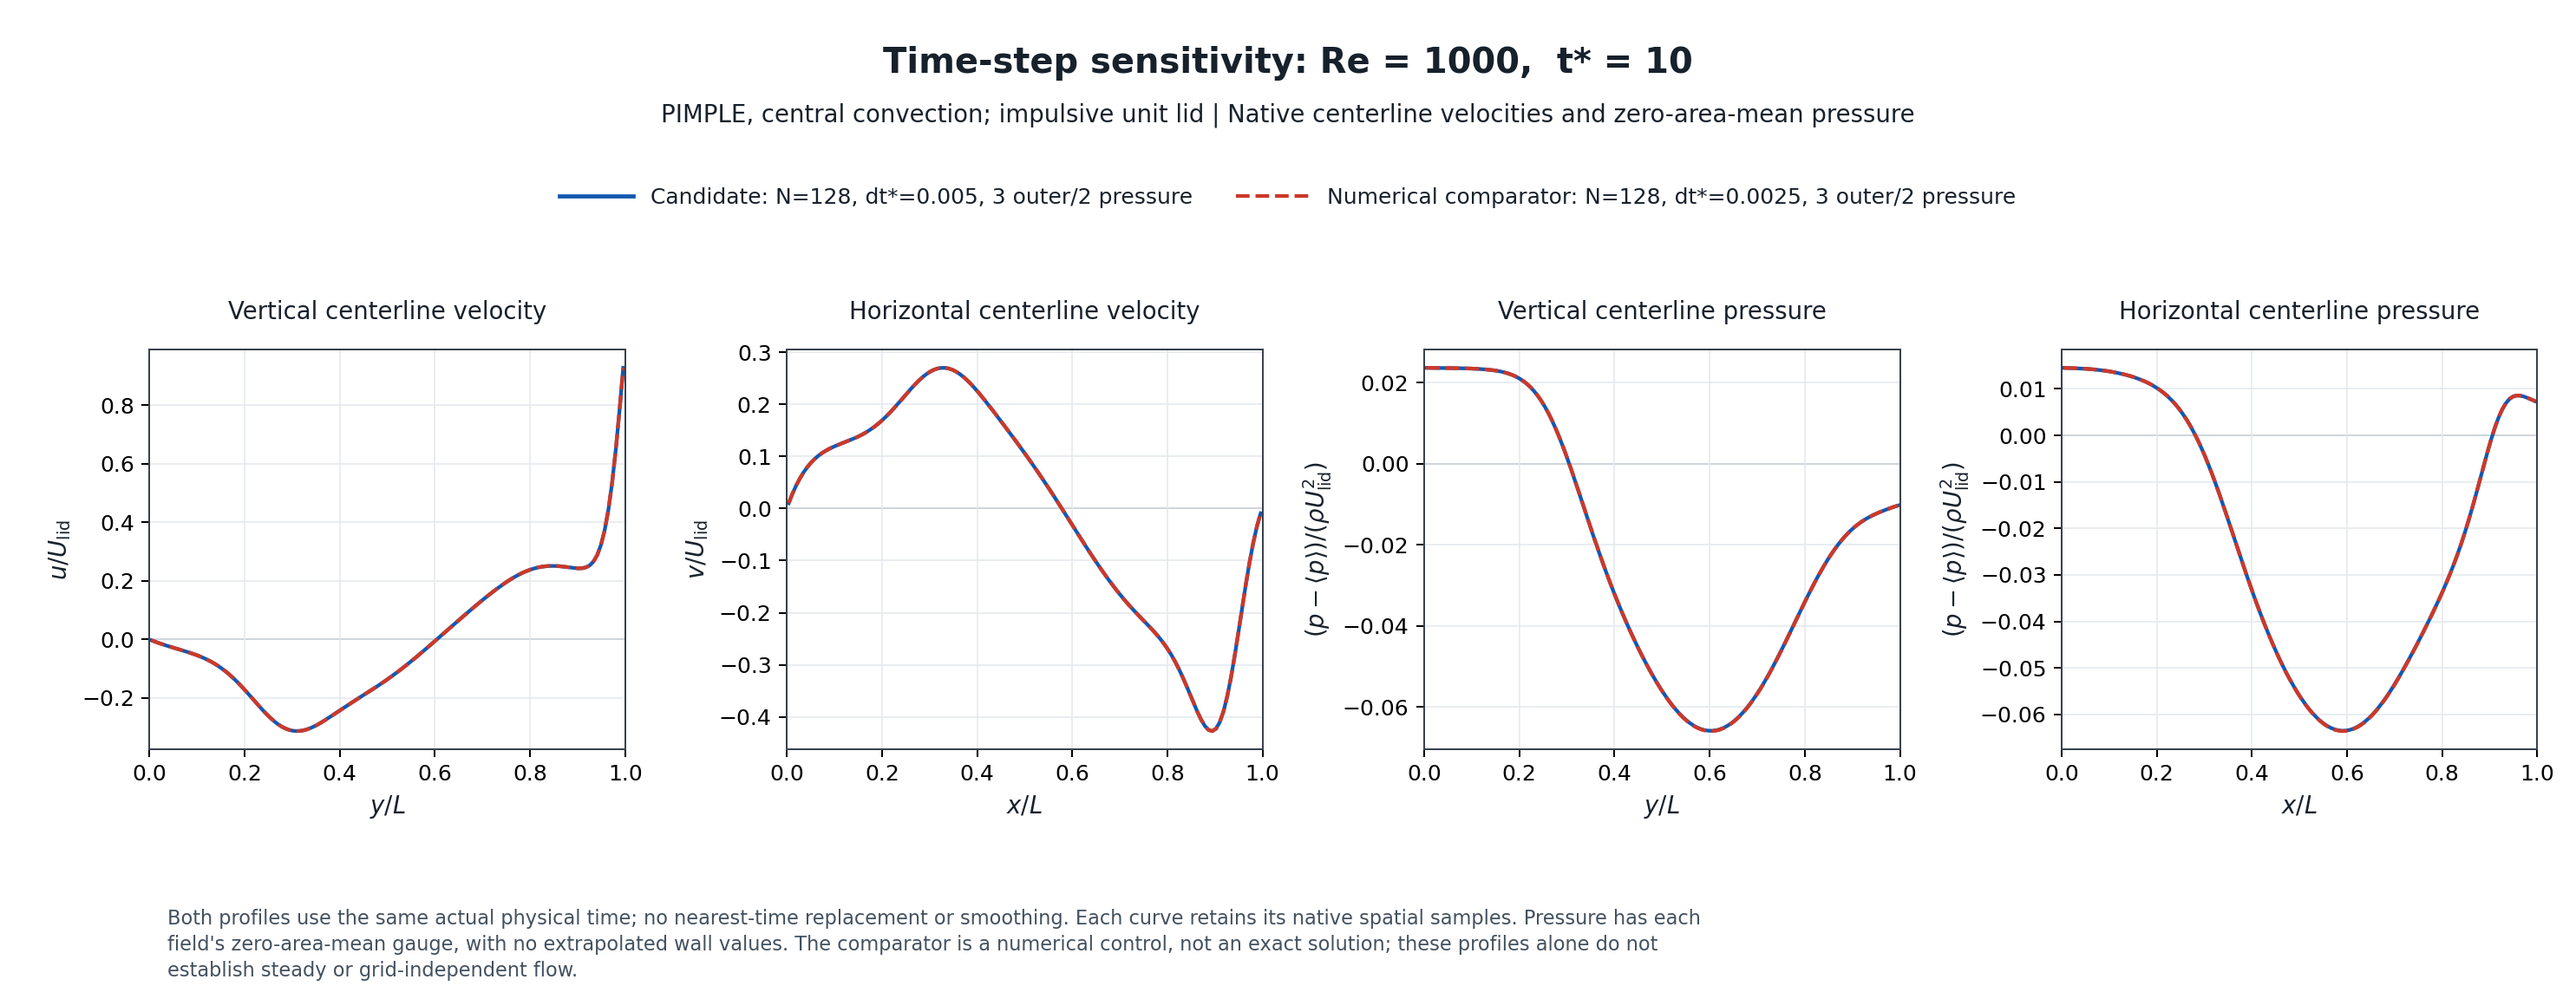 Time-step sensitivity: Re = 1000,  t* = 10
PIMPLE, central convection; impulsive unit lid | Native centerline velocities and zero-area-mean pressure
Candidate: N=128, dt*=0.005, 3 outer/2 pressure
Numerical comparator: N=128, dt*=0.0025, 3 outer/2 pressure
Vertical centerline velocity
u/U_lid
0.8
0.6
0.4
0.2
0.0
−0.2
0.0 0.2 0.4 0.6 0.8 1.0
y/L
Horizontal centerline velocity
v/U_lid
0.3
0.2
0.1
0.0
−0.1
−0.2
−0.3
−0.4
0.0 0.2 0.4 0.6 0.8 1.0
x/L
Vertical centerline pressure
(p − ⟨p⟩)/(ρU²_lid)
0.02
0.00
−0.02
−0.04
−0.06
0.0 0.2 0.4 0.6 0.8 1.0
y/L
Horizontal centerline pressure
(p − ⟨p⟩)/(ρU²_lid)
0.01
0.00
−0.01
−0.02
−0.03
−0.04
−0.05
−0.06
0.0 0.2 0.4 0.6 0.8 1.0
x/L
Both profiles use the same actual physical time; no nearest-time replacement or smoothing. Each curve retains its native spatial samples. Pressure has each
field's zero-area-mean gauge, with no extrapolated wall values. The comparator is a numerical control, not an exact solution; these profiles alone do not
establish steady or grid-independent flow.